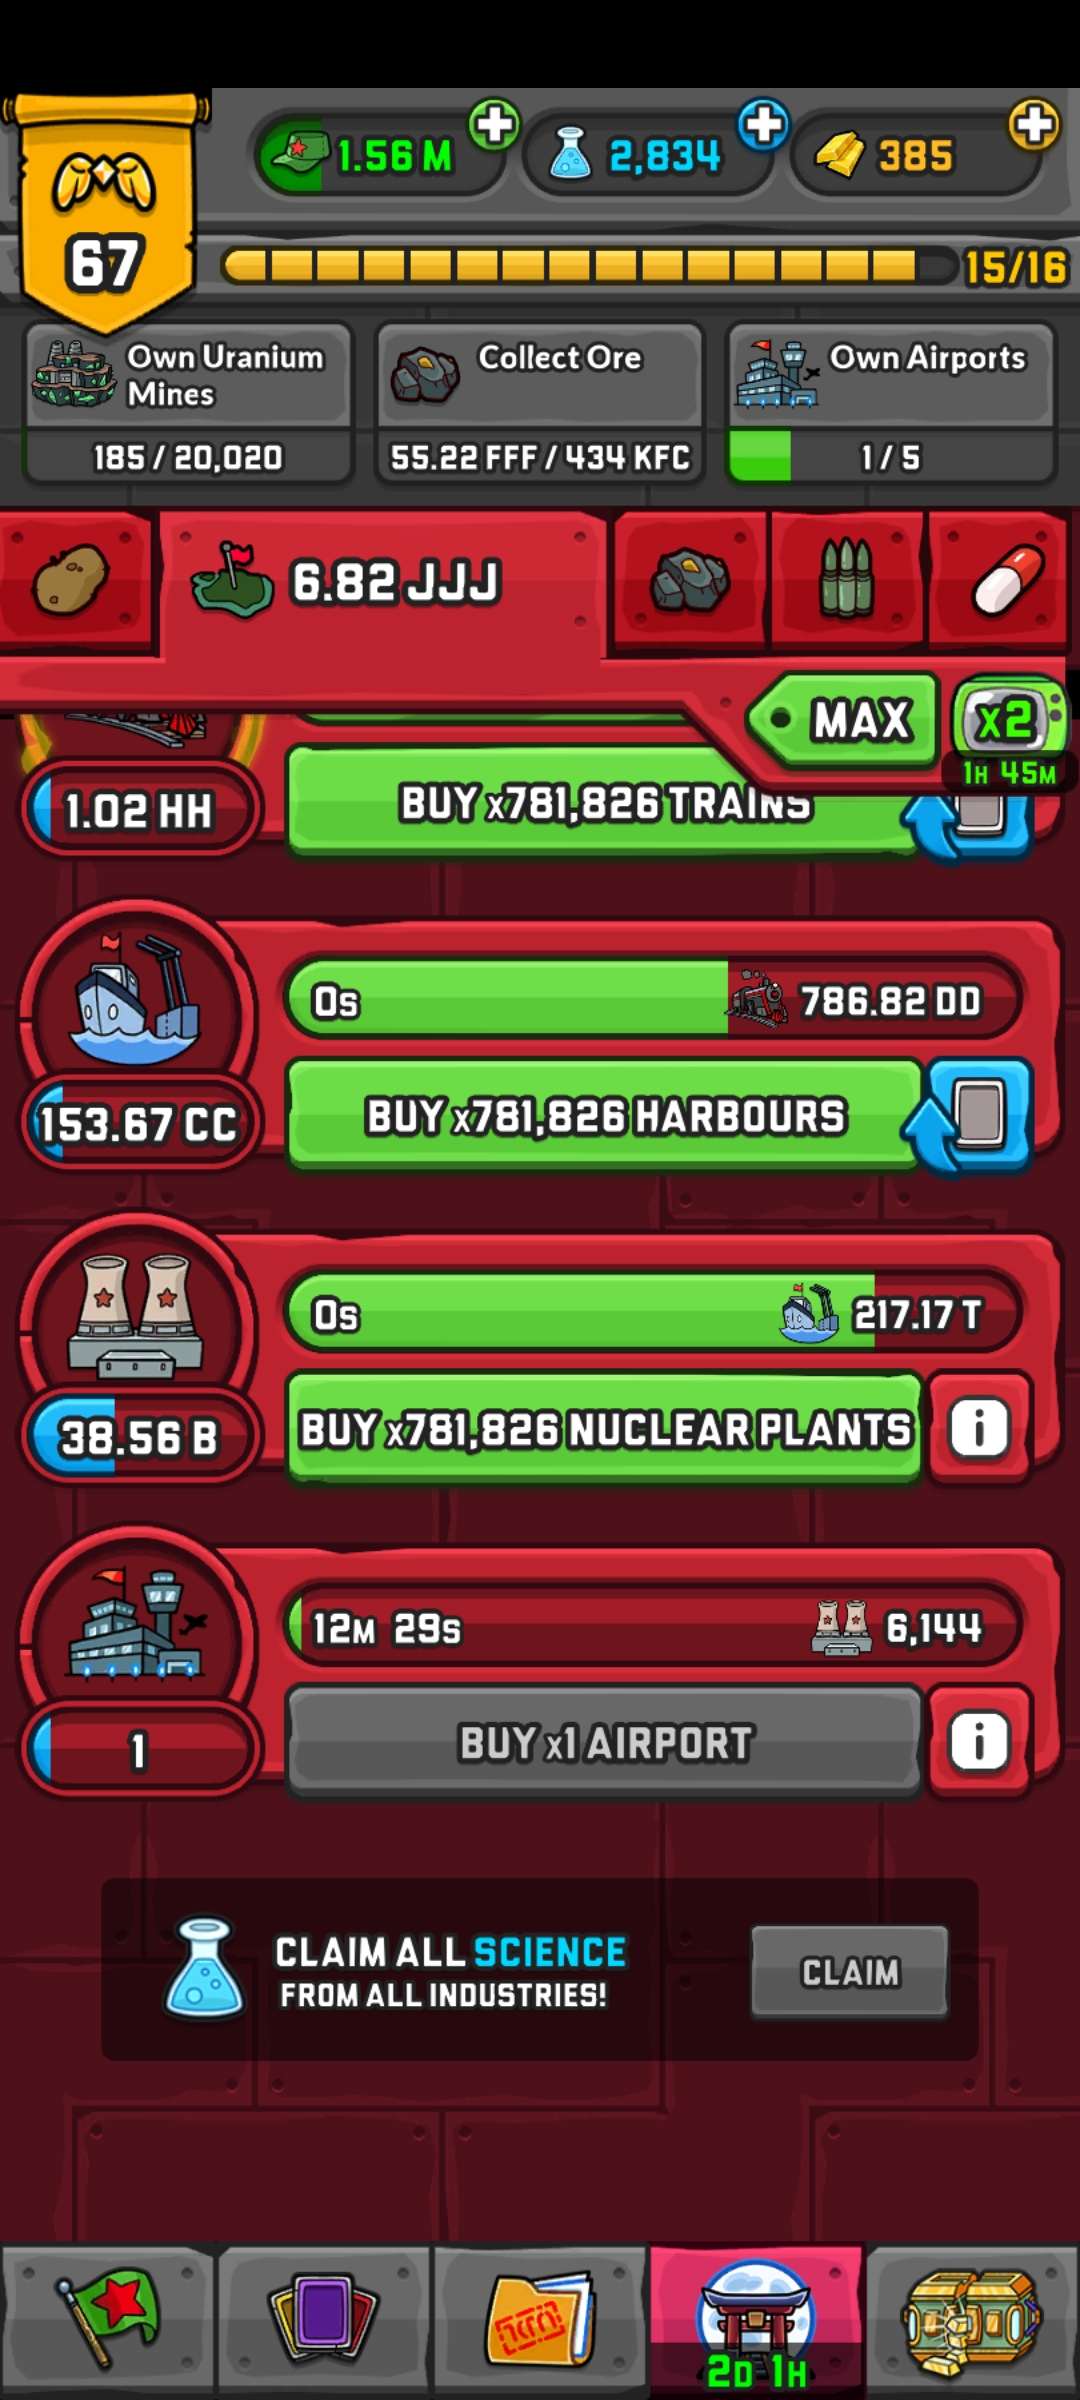 1.56 M
2,834
385
67
15/16
Own Uranium
Mines
185 / 20,020
Collect Ore
55.22 FFF / 434 KFC
Own Airports
1 / 5
6.82 JJJ
MAX
x2
1H 45M
1.02 HH
BUY x781,826 TRAINS
0s
786.82 DD
153.67 CC
BUY x781,826 HARBOURS
0s
217.17 T
38.56 B
BUY x781,826 NUCLEAR PLANTS
i
12M 29s
6,144
1
BUY x1 AIRPORT
i
CLAIM ALL SCIENCE
FROM ALL INDUSTRIES!
CLAIM
2D 1H